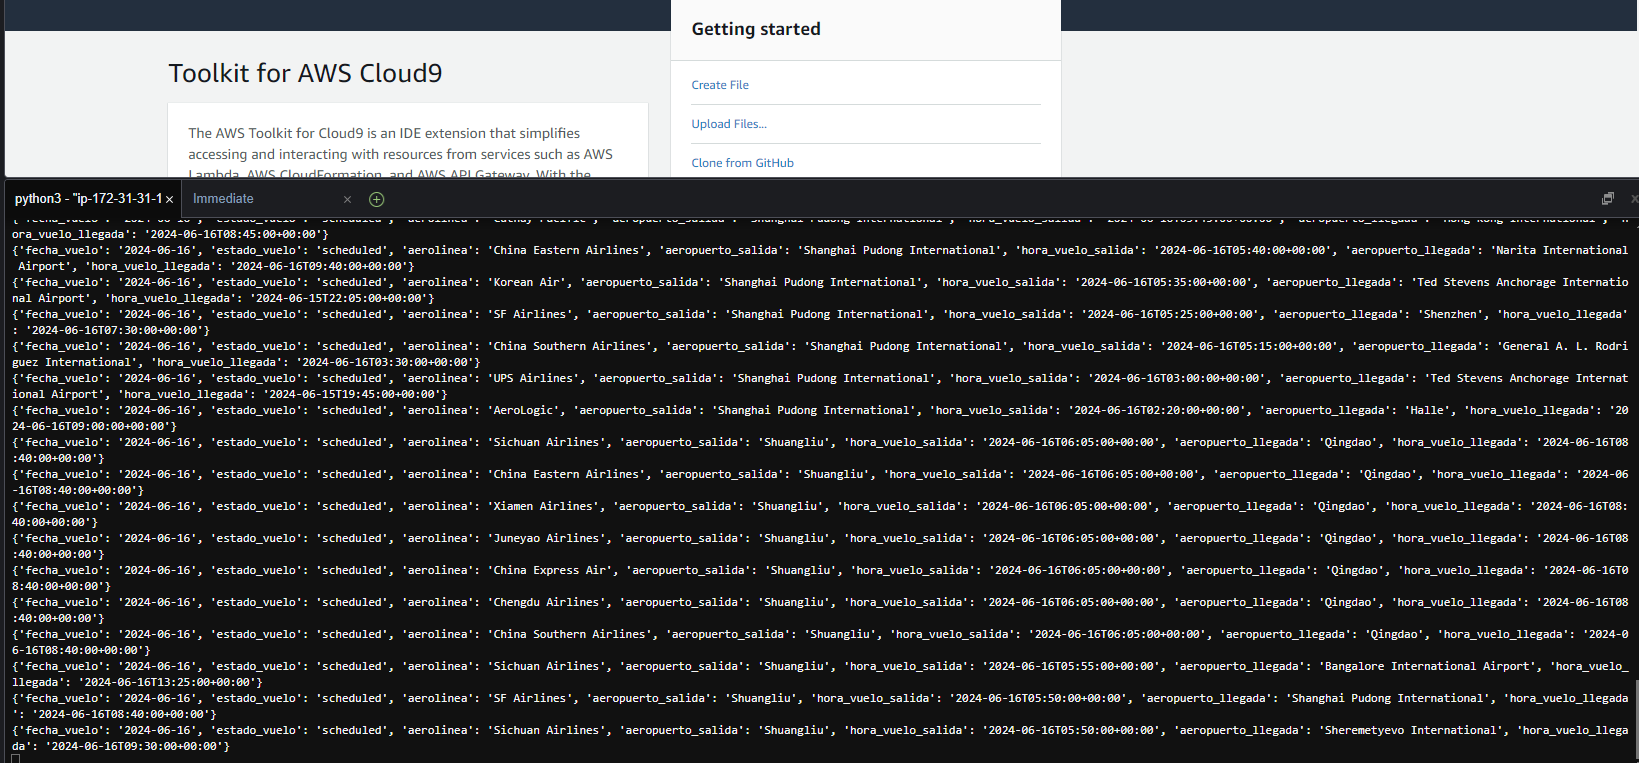 Getting started
Toolkit for AWS Cloud9
Create File
The AWS Toolkit for Cloud9 is an IDE extension that simplifies
Upload Files...
accessing and interacting with resources from services such as AWS
Lambda, AWS CloudFormation, and AWS API Gateway. With the
Clone from GitHub
python3 - "ip-172-31-31-1 × Immediate ×
ora_vuelo_llegada': '2024-06-16T08:45:00+00:00'}
{'fecha_vuelo': '2024-06-16', 'estado_vuelo': 'scheduled', 'aerolinea': 'China Eastern Airlines', 'aeropuerto_salida': 'Shanghai Pudong International', 'hora_vuelo_salida': '2024-06-16T05:40:00+00:00', 'aeropuerto_llegada': 'Narita International
 Airport', 'hora_vuelo_llegada': '2024-06-16T09:40:00+00:00'}
{'fecha_vuelo': '2024-06-16', 'estado_vuelo': 'scheduled', 'aerolinea': 'Korean Air', 'aeropuerto_salida': 'Shanghai Pudong International', 'hora_vuelo_salida': '2024-06-16T05:35:00+00:00', 'aeropuerto_llegada': 'Ted Stevens Anchorage Internatio
nal Airport', 'hora_vuelo_llegada': '2024-06-15T22:05:00+00:00'}
{'fecha_vuelo': '2024-06-16', 'estado_vuelo': 'scheduled', 'aerolinea': 'SF Airlines', 'aeropuerto_salida': 'Shanghai Pudong International', 'hora_vuelo_salida': '2024-06-16T05:25:00+00:00', 'aeropuerto_llegada': 'Shenzhen', 'hora_vuelo_llegada'
: '2024-06-16T07:30:00+00:00'}
{'fecha_vuelo': '2024-06-16', 'estado_vuelo': 'scheduled', 'aerolinea': 'China Southern Airlines', 'aeropuerto_salida': 'Shanghai Pudong International', 'hora_vuelo_salida': '2024-06-16T05:15:00+00:00', 'aeropuerto_llegada': 'General A. L. Rodri
guez International', 'hora_vuelo_llegada': '2024-06-16T03:30:00+00:00'}
{'fecha_vuelo': '2024-06-16', 'estado_vuelo': 'scheduled', 'aerolinea': 'UPS Airlines', 'aeropuerto_salida': 'Shanghai Pudong International', 'hora_vuelo_salida': '2024-06-16T03:00:00+00:00', 'aeropuerto_llegada': 'Ted Stevens Anchorage Internat
ional Airport', 'hora_vuelo_llegada': '2024-06-15T19:45:00+00:00'}
{'fecha_vuelo': '2024-06-16', 'estado_vuelo': 'scheduled', 'aerolinea': 'AeroLogic', 'aeropuerto_salida': 'Shanghai Pudong International', 'hora_vuelo_salida': '2024-06-16T02:20:00+00:00', 'aeropuerto_llegada': 'Halle', 'hora_vuelo_llegada': '20
24-06-16T09:00:00+00:00'}
{'fecha_vuelo': '2024-06-16', 'estado_vuelo': 'scheduled', 'aerolinea': 'Sichuan Airlines', 'aeropuerto_salida': 'Shuangliu', 'hora_vuelo_salida': '2024-06-16T06:05:00+00:00', 'aeropuerto_llegada': 'Qingdao', 'hora_vuelo_llegada': '2024-06-16T08
:40:00+00:00'}
{'fecha_vuelo': '2024-06-16', 'estado_vuelo': 'scheduled', 'aerolinea': 'China Eastern Airlines', 'aeropuerto_salida': 'Shuangliu', 'hora_vuelo_salida': '2024-06-16T06:05:00+00:00', 'aeropuerto_llegada': 'Qingdao', 'hora_vuelo_llegada': '2024-06
-16T08:40:00+00:00'}
{'fecha_vuelo': '2024-06-16', 'estado_vuelo': 'scheduled', 'aerolinea': 'Xiamen Airlines', 'aeropuerto_salida': 'Shuangliu', 'hora_vuelo_salida': '2024-06-16T06:05:00+00:00', 'aeropuerto_llegada': 'Qingdao', 'hora_vuelo_llegada': '2024-06-16T08:
40:00+00:00'}
{'fecha_vuelo': '2024-06-16', 'estado_vuelo': 'scheduled', 'aerolinea': 'Juneyao Airlines', 'aeropuerto_salida': 'Shuangliu', 'hora_vuelo_salida': '2024-06-16T06:05:00+00:00', 'aeropuerto_llegada': 'Qingdao', 'hora_vuelo_llegada': '2024-06-16T08
:40:00+00:00'}
{'fecha_vuelo': '2024-06-16', 'estado_vuelo': 'scheduled', 'aerolinea': 'China Express Air', 'aeropuerto_salida': 'Shuangliu', 'hora_vuelo_salida': '2024-06-16T06:05:00+00:00', 'aeropuerto_llegada': 'Qingdao', 'hora_vuelo_llegada': '2024-06-16T0
8:40:00+00:00'}
{'fecha_vuelo': '2024-06-16', 'estado_vuelo': 'scheduled', 'aerolinea': 'Chengdu Airlines', 'aeropuerto_salida': 'Shuangliu', 'hora_vuelo_salida': '2024-06-16T06:05:00+00:00', 'aeropuerto_llegada': 'Qingdao', 'hora_vuelo_llegada': '2024-06-16T08
:40:00+00:00'}
{'fecha_vuelo': '2024-06-16', 'estado_vuelo': 'scheduled', 'aerolinea': 'China Southern Airlines', 'aeropuerto_salida': 'Shuangliu', 'hora_vuelo_salida': '2024-06-16T06:05:00+00:00', 'aeropuerto_llegada': 'Qingdao', 'hora_vuelo_llegada': '2024-0
6-16T08:40:00+00:00'}
{'fecha_vuelo': '2024-06-16', 'estado_vuelo': 'scheduled', 'aerolinea': 'Sichuan Airlines', 'aeropuerto_salida': 'Shuangliu', 'hora_vuelo_salida': '2024-06-16T05:55:00+00:00', 'aeropuerto_llegada': 'Bangalore International Airport', 'hora_vuelo_
llegada': '2024-06-16T13:25:00+00:00'}
{'fecha_vuelo': '2024-06-16', 'estado_vuelo': 'scheduled', 'aerolinea': 'SF Airlines', 'aeropuerto_salida': 'Shuangliu', 'hora_vuelo_salida': '2024-06-16T05:50:00+00:00', 'aeropuerto_llegada': 'Shanghai Pudong International', 'hora_vuelo_llegada
': '2024-06-16T08:40:00+00:00'}
{'fecha_vuelo': '2024-06-16', 'estado_vuelo': 'scheduled', 'aerolinea': 'Sichuan Airlines', 'aeropuerto_salida': 'Shuangliu', 'hora_vuelo_salida': '2024-06-16T05:50:00+00:00', 'aeropuerto_llegada': 'Sheremetyevo International', 'hora_vuelo_llega
da': '2024-06-16T09:30:00+00:00'}